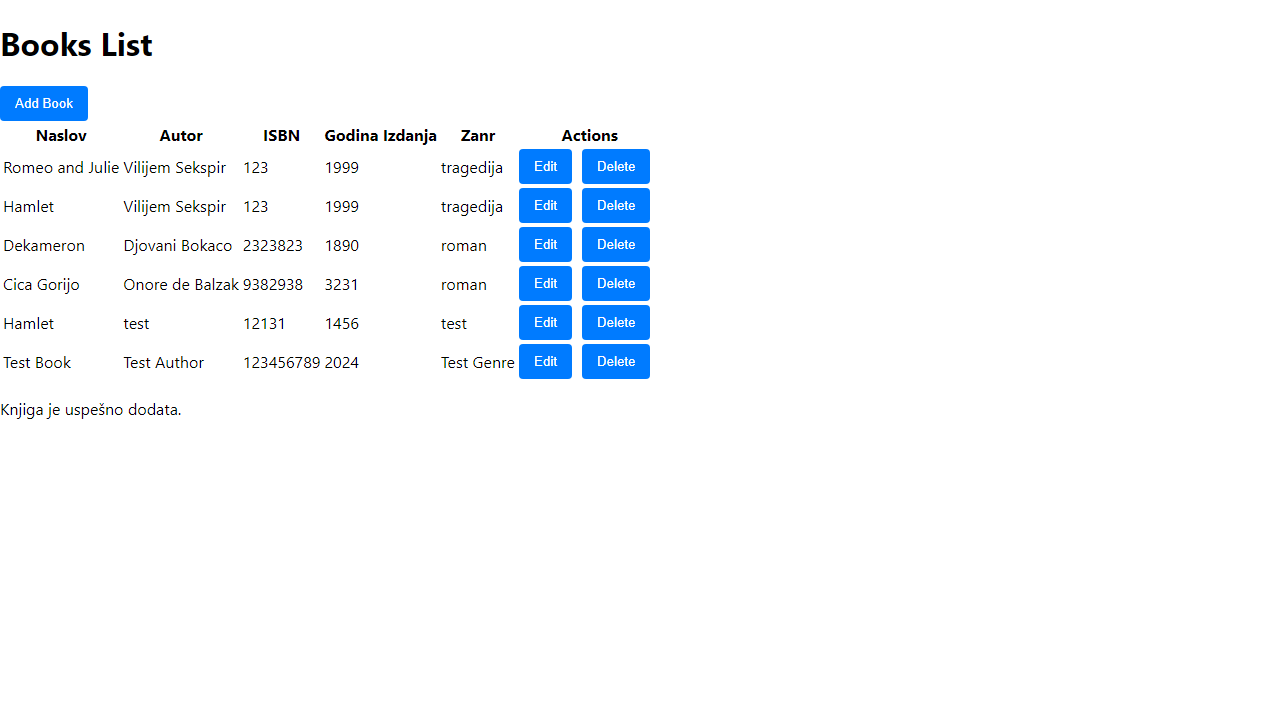 Books List
Add Book
Naslov Autor ISBN Godina Izdanja Zanr Actions
Romeo and Julie Vilijem Sekspir 123 1999 tragedija Edit Delete
Hamlet Vilijem Sekspir 123 1999 tragedija Edit Delete
Dekameron Djovani Bokaco 2323823 1890 roman Edit Delete
Cica Gorijo Onore de Balzak 9382938 3231 roman Edit Delete
Hamlet test 12131 1456 test Edit Delete
Test Book Test Author 123456789 2024 Test Genre Edit Delete
Knjiga je uspešno dodata.